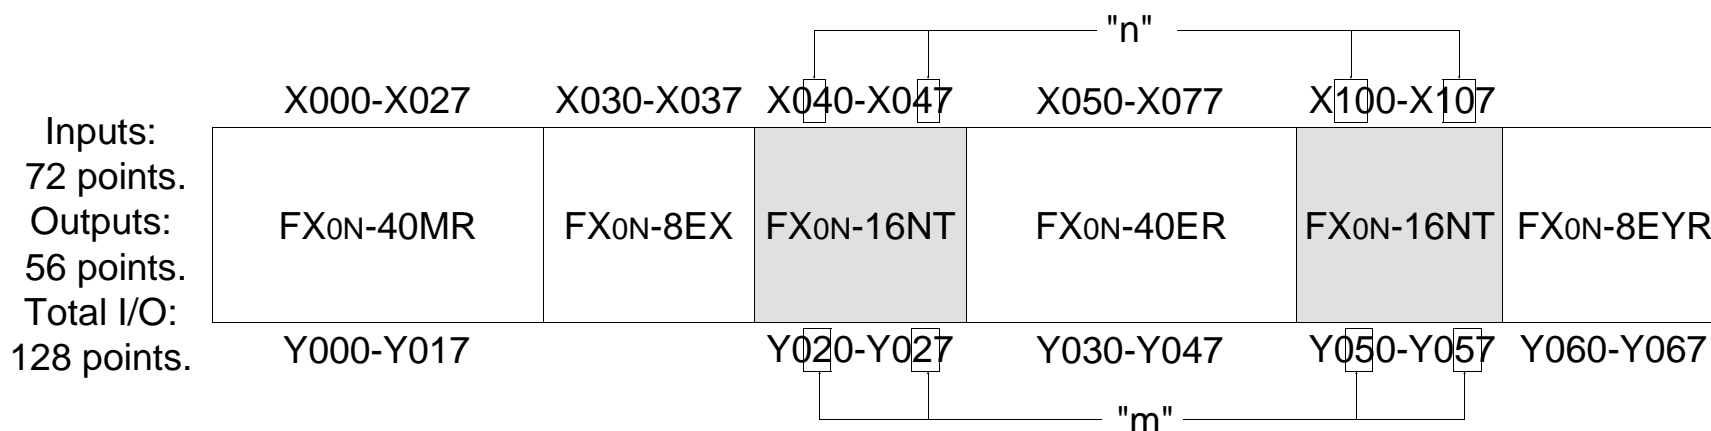 "n"
X000-X027 X030-X037 X040-X047 X050-X077 X100-X107
Inputs:
72 points.
Outputs:
56 points.
Total I/O:
128 points.
FX0N-40MR FX0N-8EX FX0N-16NT FX0N-40ER FX0N-16NT FX0N-8EYR
Y000-Y017 Y020-Y027 Y030-Y047 Y050-Y057 Y060-Y067
"m"